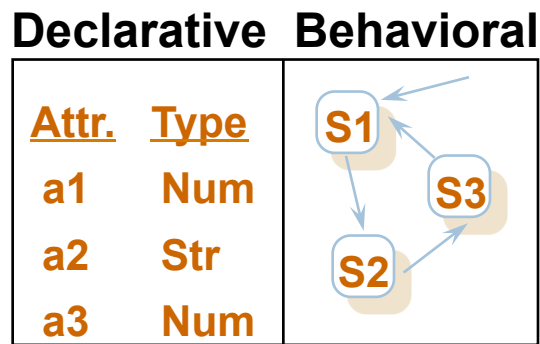 Declarative Behavioral
Attr. Type
a1 Num
a2 Str
a3 Num
S1
S3
S2